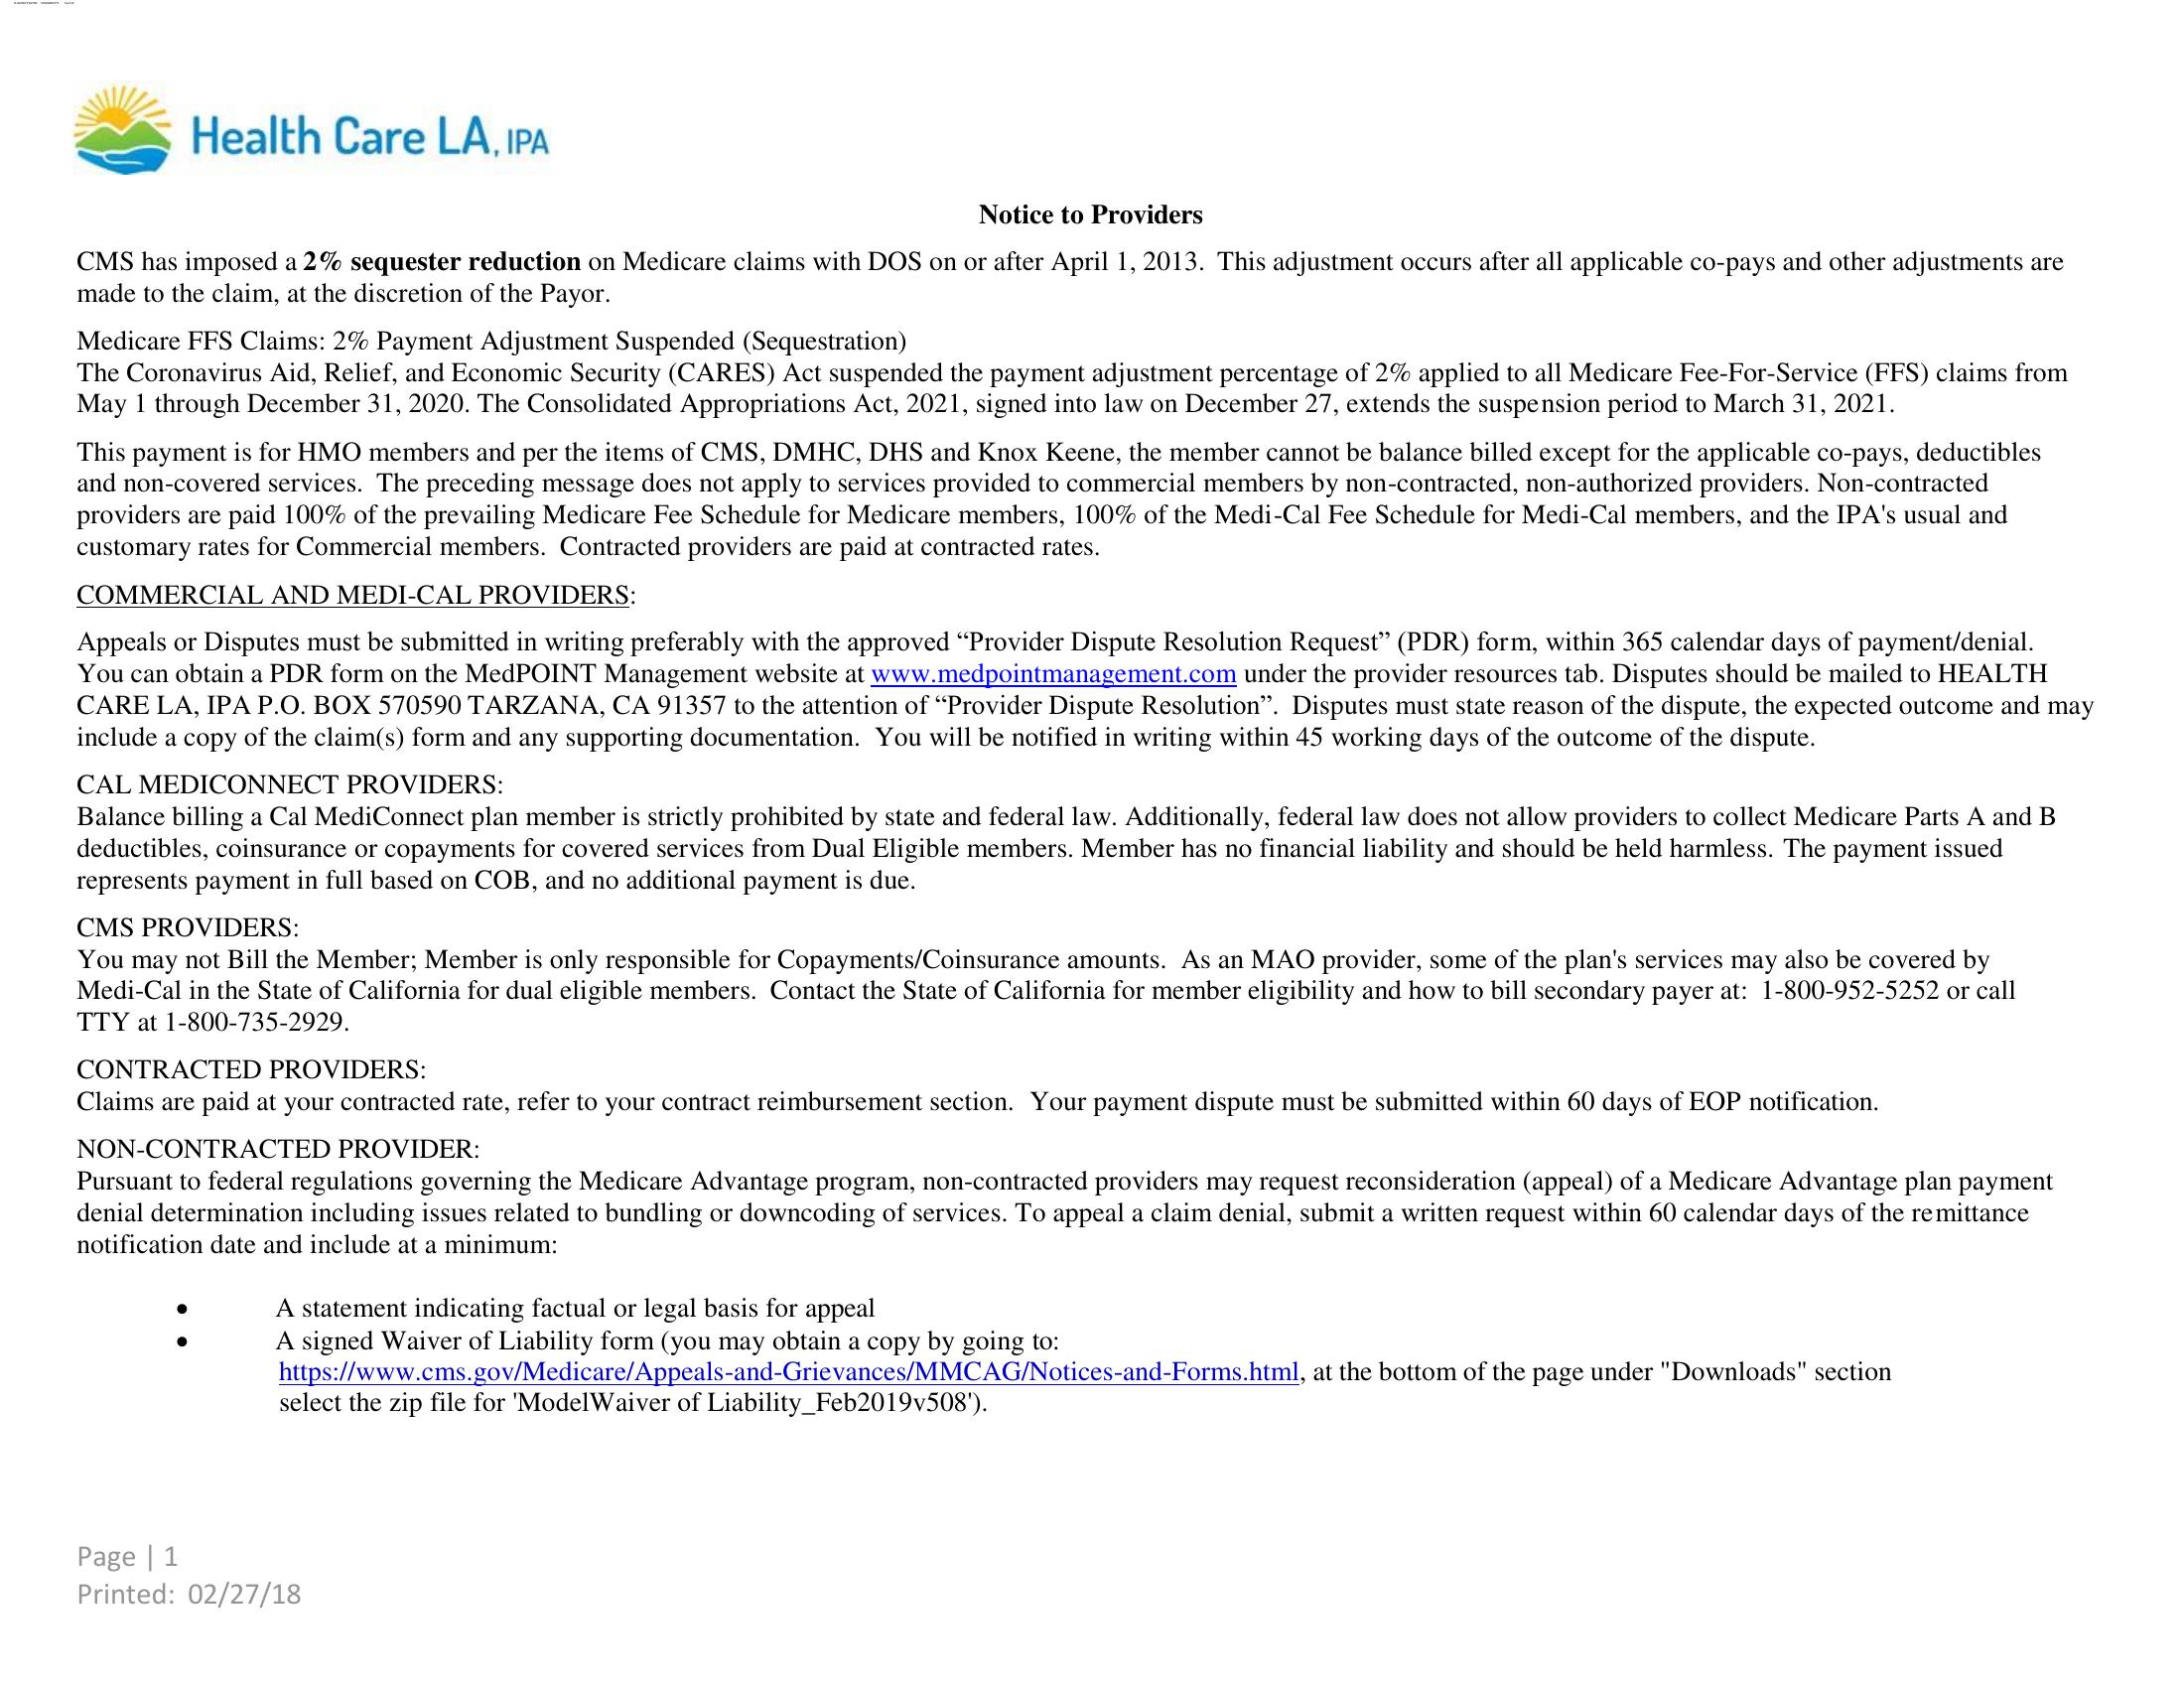 Health Care LA, IPA
Notice to Providers
CMS has imposed a 2% sequester reduction on Medicare claims with DOS on or after April 1, 2013.  This adjustment occurs after all applicable co-pays and other adjustments are
made to the claim, at the discretion of the Payor.
Medicare FFS Claims: 2% Payment Adjustment Suspended (Sequestration)
The Coronavirus Aid, Relief, and Economic Security (CARES) Act suspended the payment adjustment percentage of 2% applied to all Medicare Fee-For-Service (FFS) claims from
May 1 through December 31, 2020. The Consolidated Appropriations Act, 2021, signed into law on December 27, extends the suspension period to March 31, 2021.
This payment is for HMO members and per the items of CMS, DMHC, DHS and Knox Keene, the member cannot be balance billed except for the applicable co-pays, deductibles
and non-covered services.  The preceding message does not apply to services provided to commercial members by non-contracted, non-authorized providers. Non-contracted
providers are paid 100% of the prevailing Medicare Fee Schedule for Medicare members, 100% of the Medi-Cal Fee Schedule for Medi-Cal members, and the IPA's usual and
customary rates for Commercial members.  Contracted providers are paid at contracted rates.
COMMERCIAL AND MEDI-CAL PROVIDERS:
Appeals or Disputes must be submitted in writing preferably with the approved “Provider Dispute Resolution Request” (PDR) form, within 365 calendar days of payment/denial.
You can obtain a PDR form on the MedPOINT Management website at www.medpointmanagement.com under the provider resources tab. Disputes should be mailed to HEALTH
CARE LA, IPA P.O. BOX 570590 TARZANA, CA 91357 to the attention of “Provider Dispute Resolution”.  Disputes must state reason of the dispute, the expected outcome and may
include a copy of the claim(s) form and any supporting documentation.  You will be notified in writing within 45 working days of the outcome of the dispute.
CAL MEDICONNECT PROVIDERS:
Balance billing a Cal MediConnect plan member is strictly prohibited by state and federal law. Additionally, federal law does not allow providers to collect Medicare Parts A and B
deductibles, coinsurance or copayments for covered services from Dual Eligible members. Member has no financial liability and should be held harmless. The payment issued
represents payment in full based on COB, and no additional payment is due.
CMS PROVIDERS:
You may not Bill the Member; Member is only responsible for Copayments/Coinsurance amounts.  As an MAO provider, some of the plan's services may also be covered by
Medi-Cal in the State of California for dual eligible members.  Contact the State of California for member eligibility and how to bill secondary payer at:  1-800-952-5252 or call
TTY at 1-800-735-2929.
CONTRACTED PROVIDERS:
Claims are paid at your contracted rate, refer to your contract reimbursement section.  Your payment dispute must be submitted within 60 days of EOP notification.
NON-CONTRACTED PROVIDER:
Pursuant to federal regulations governing the Medicare Advantage program, non-contracted providers may request reconsideration (appeal) of a Medicare Advantage plan payment
denial determination including issues related to bundling or downcoding of services. To appeal a claim denial, submit a written request within 60 calendar days of the remittance
notification date and include at a minimum:
• A statement indicating factual or legal basis for appeal
• A signed Waiver of Liability form (you may obtain a copy by going to:
https://www.cms.gov/Medicare/Appeals-and-Grievances/MMCAG/Notices-and-Forms.html, at the bottom of the page under "Downloads" section
select the zip file for 'ModelWaiver of Liability_Feb2019v508').
Page | 1
Printed:  02/27/18